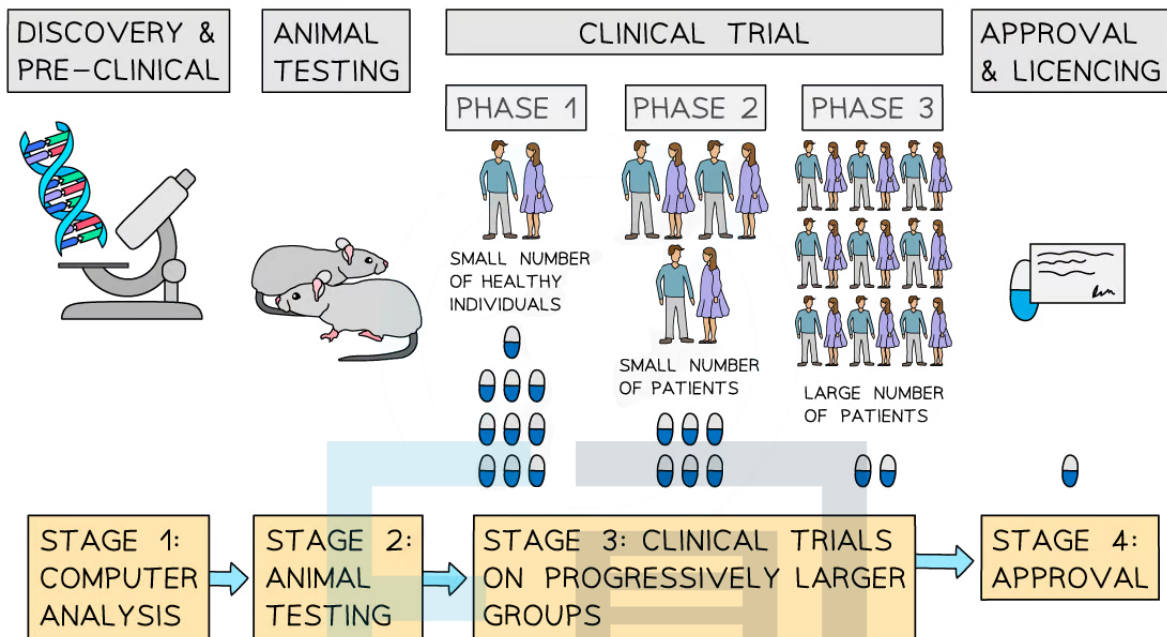 DISCOVERY &
PRE-CLINICAL
ANIMAL
TESTING
CLINICAL TRIAL
APPROVAL
& LICENCING
PHASE 1
PHASE 2
PHASE 3
SMALL NUMBER
OF HEALTHY
INDIVIDUALS
SMALL NUMBER
OF PATIENTS
LARGE NUMBER
OF PATIENTS
STAGE 1:
COMPUTER
ANALYSIS
STAGE 2:
ANIMAL
TESTING
STAGE 3: CLINICAL TRIALS
ON PROGRESSIVELY LARGER
GROUPS
STAGE 4:
APPROVAL